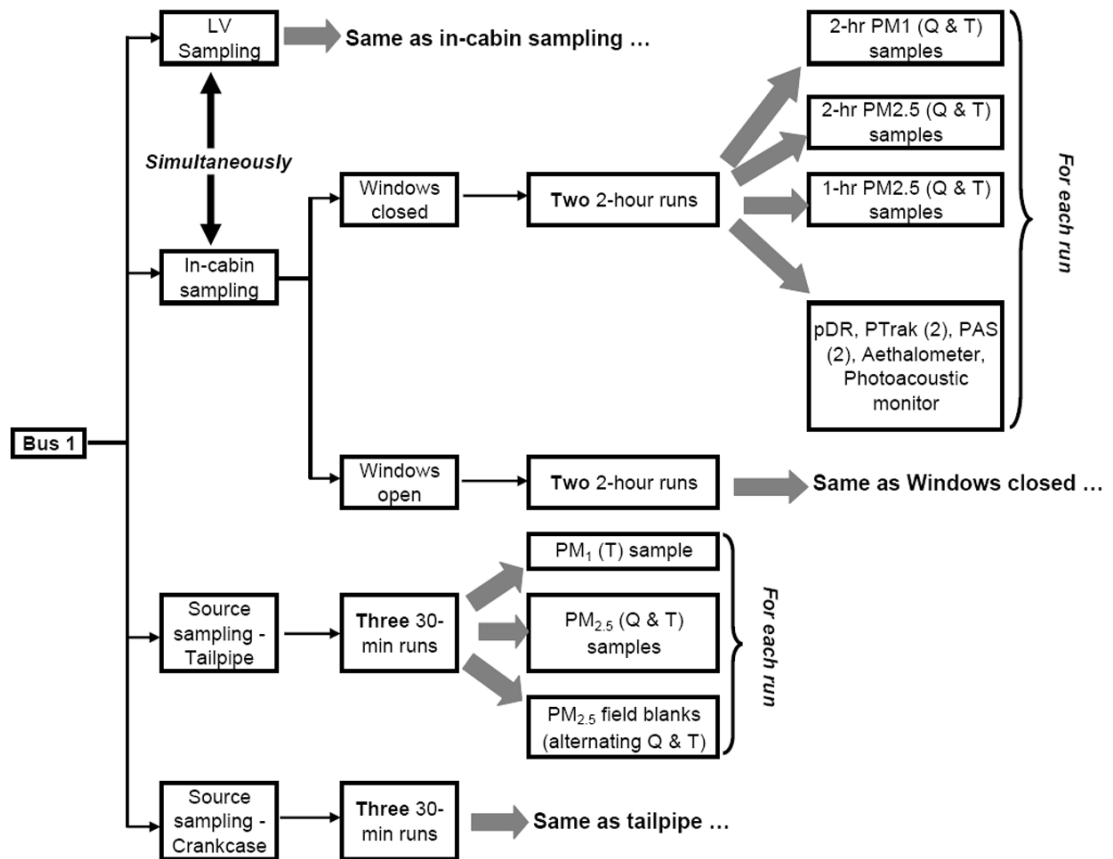 LV
Sampling
Same as in-cabin sampling …
2-hr PM1 (Q & T)
samples
2-hr PM2.5 (Q & T)
samples
Simultaneously
Windows
closed
Two 2-hour runs
1-hr PM2.5 (Q & T)
samples
For each run
In-cabin
sampling
pDR, PTrak (2), PAS
(2), Aethalometer,
Photoacoustic
monitor
Bus 1
Windows
open
Two 2-hour runs
Same as Windows closed …
PM1 (T) sample
Source
sampling -
Tailpipe
Three 30-
min runs
PM2.5 (Q & T)
samples
For each run
PM2.5 field blanks
(alternating Q & T)
Source
sampling -
Crankcase
Three 30-
min runs
Same as tailpipe …